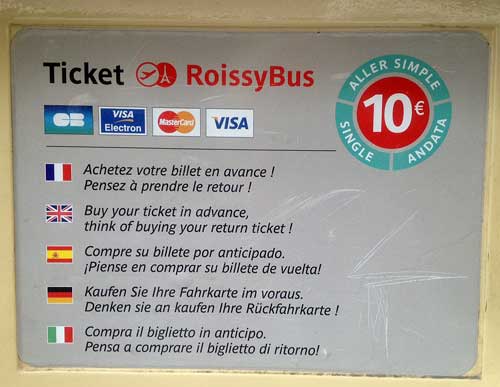 Ticket RoissyBus
ALLER SIMPLE
10€
SINGLE
ANDATA
CB
VISA
Electron
MasterCard
VISA
Achetez votre billet en avance !
Pensez à prendre le retour !
Buy your ticket in advance,
think of buying your return ticket !
Compre su billete por anticipado.
¡Piense en comprar su billete de vuelta!
Kaufen Sie Ihre Fahrkarte im voraus.
Denken sie an kaufen Ihre Rückfahrkarte !
Compra il biglietto in anticipo.
Pensa a comprare il biglietto di ritorno!